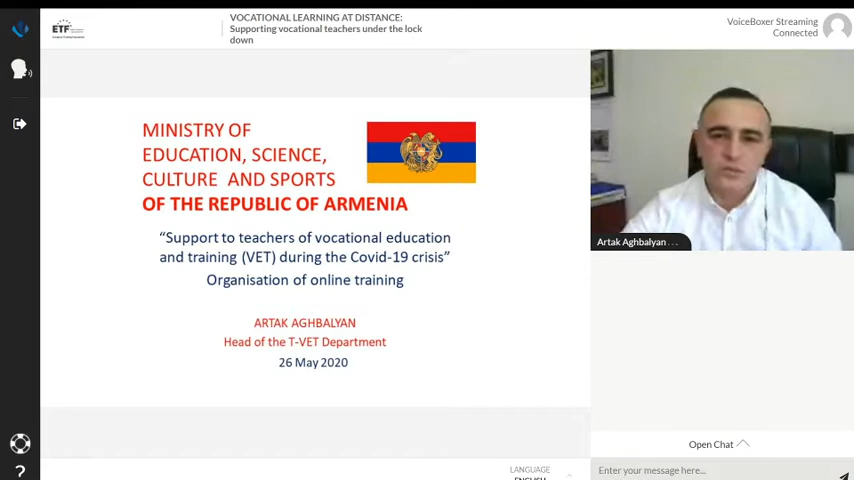 ETF
VOCATIONAL LEARNING AT DISTANCE:
Supporting vocational teachers under the lock
down
VoiceBoxer Streaming
Connected
MINISTRY OF
EDUCATION, SCIENCE,
CULTURE AND SPORTS
OF THE REPUBLIC OF ARMENIA
“Support to teachers of vocational education
and training (VET) during the Covid-19 crisis”
Organisation of online training
ARTAK AGHBALYAN
Head of the T-VET Department
26 May 2020
Artak Aghbalyan...
Open Chat
Enter your message here...
LANGUAGE
ENGLISH
?